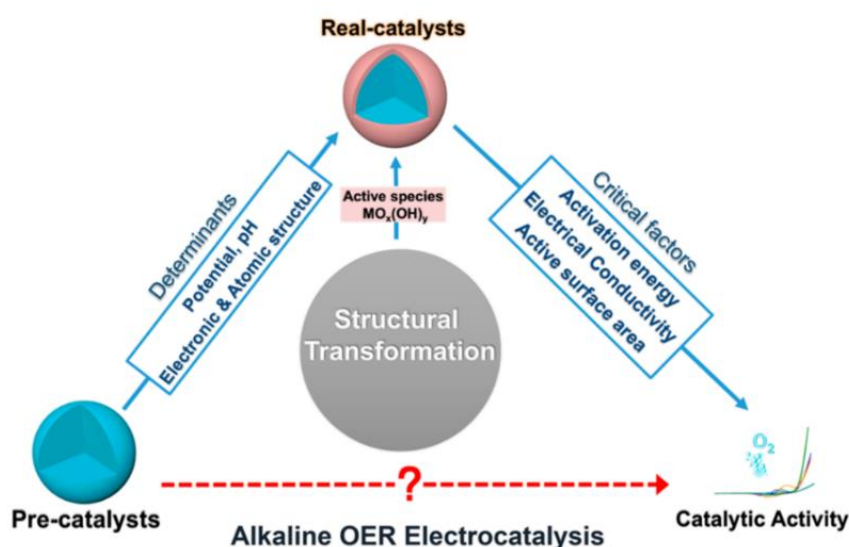 Real-catalysts
Determinants
Potential, pH
Electronic & Atomic structure
Active species
MOₓ(OH)ᵧ
Critical factors
Activation energy
Electrical Conductivity
Active surface area
Structural
Transformation
O₂
?
Pre-catalysts
Catalytic Activity
Alkaline OER Electrocatalysis